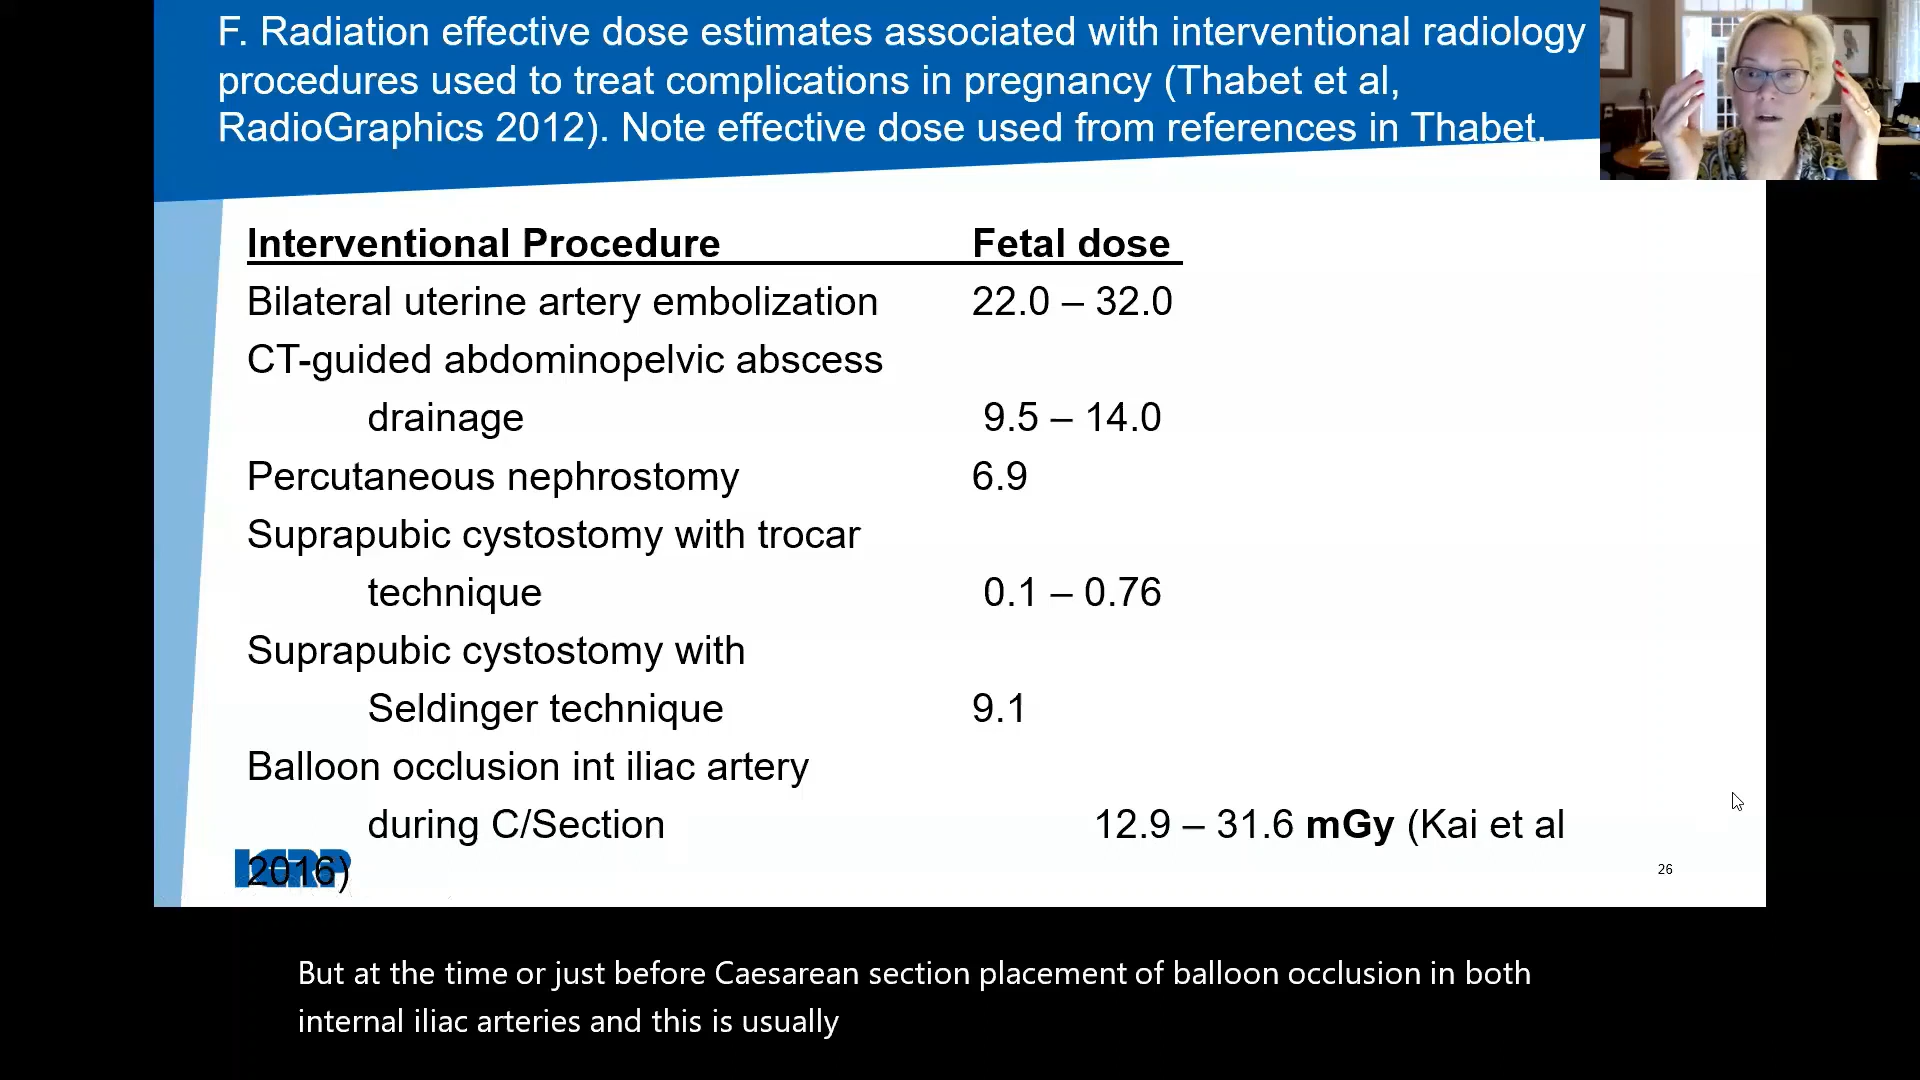 F. Radiation effective dose estimates associated with interventional radiology
procedures used to treat complications in pregnancy (Thabet et al,
RadioGraphics 2012). Note effective dose used from references in Thabet.
Interventional Procedure Fetal dose
Bilateral uterine artery embolization 22.0 – 32.0
CT-guided abdominopelvic abscess
drainage 9.5 – 14.0
Percutaneous nephrostomy 6.9
Suprapubic cystostomy with trocar
technique 0.1 – 0.76
Suprapubic cystostomy with
Seldinger technique 9.1
Balloon occlusion int iliac artery
during C/Section 12.9 – 31.6 mGy (Kai et al
2016)
26
But at the time or just before Caesarean section placement of balloon occlusion in both
internal iliac arteries and this is usually